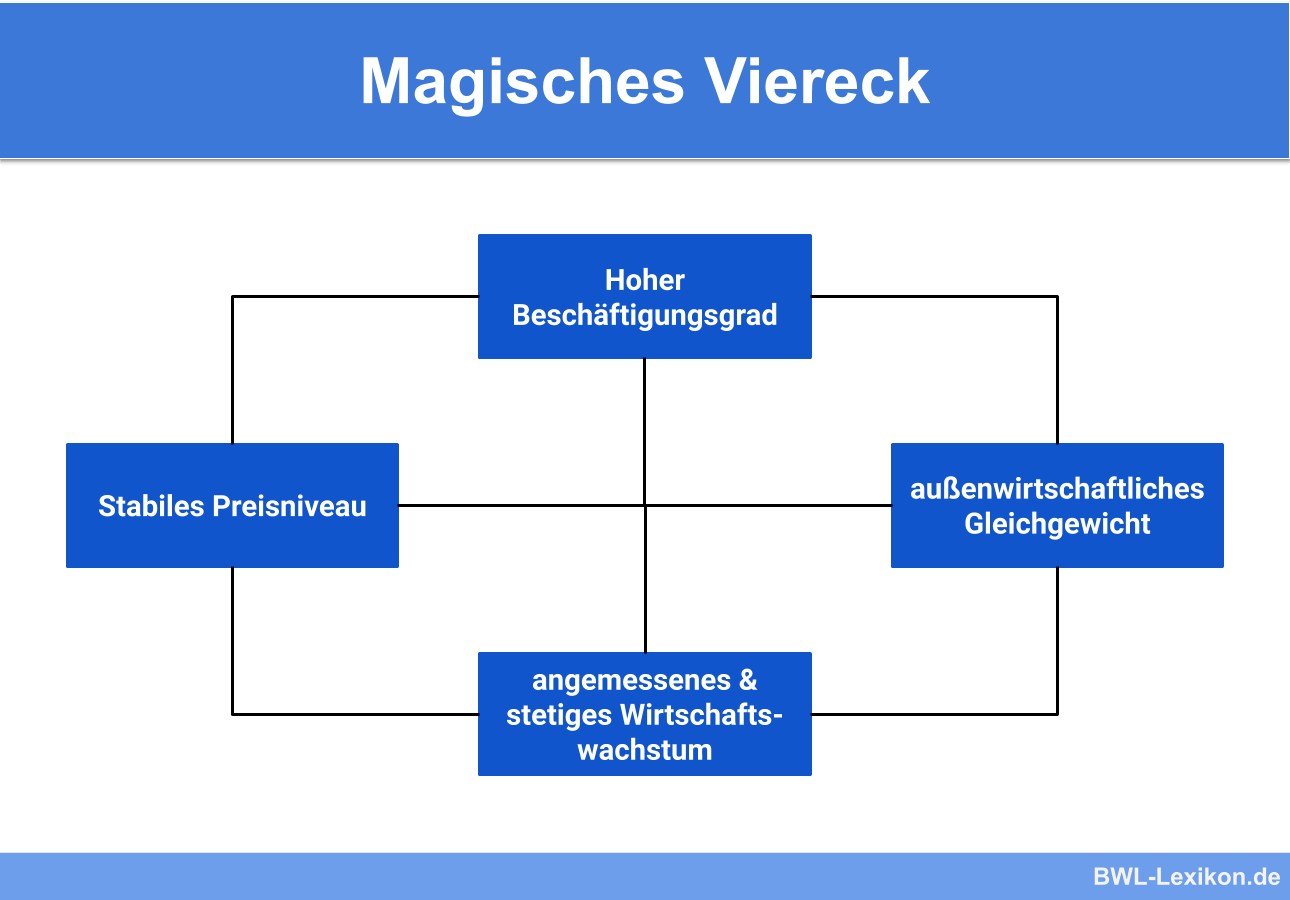 Magisches Viereck
Hoher
Beschäftigungsgrad
Stabiles Preisniveau
außenwirtschaftliches
Gleichgewicht
angemessenes &
stetiges Wirtschafts-
wachstum
BWL-Lexikon.de